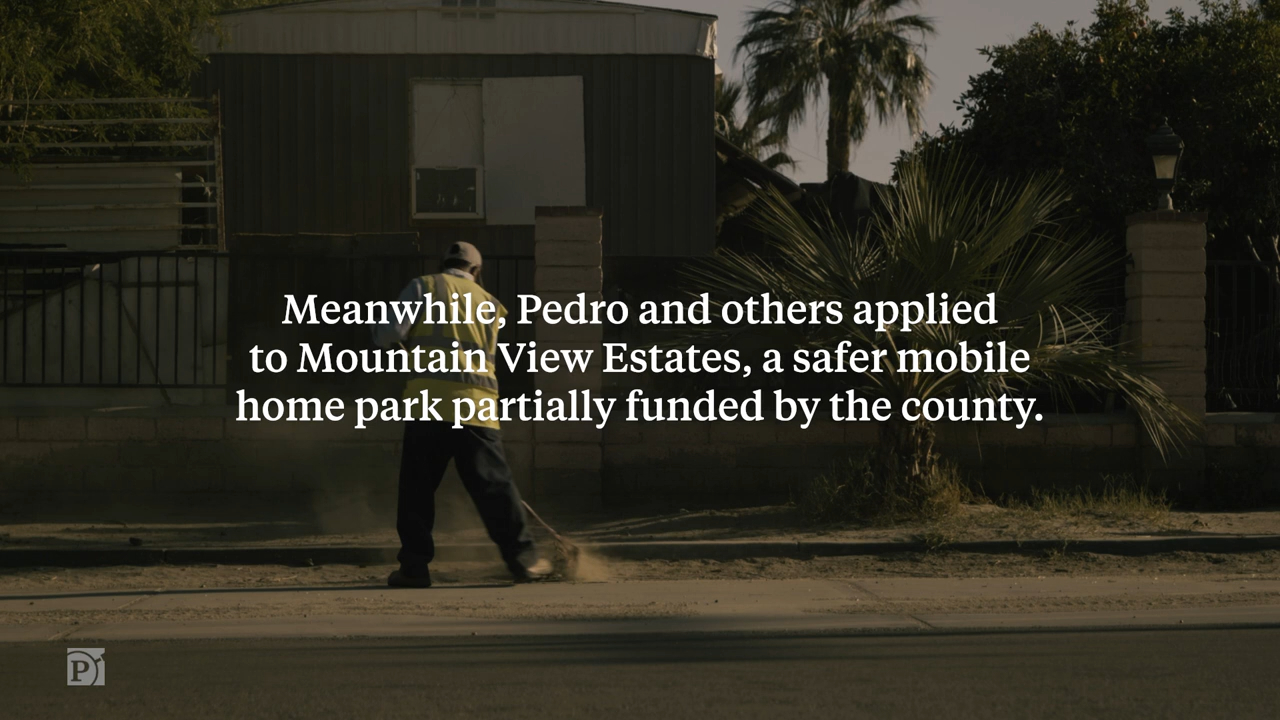 Meanwhile, Pedro and others applied
to Mountain View Estates, a safer mobile
home park partially funded by the county.
P